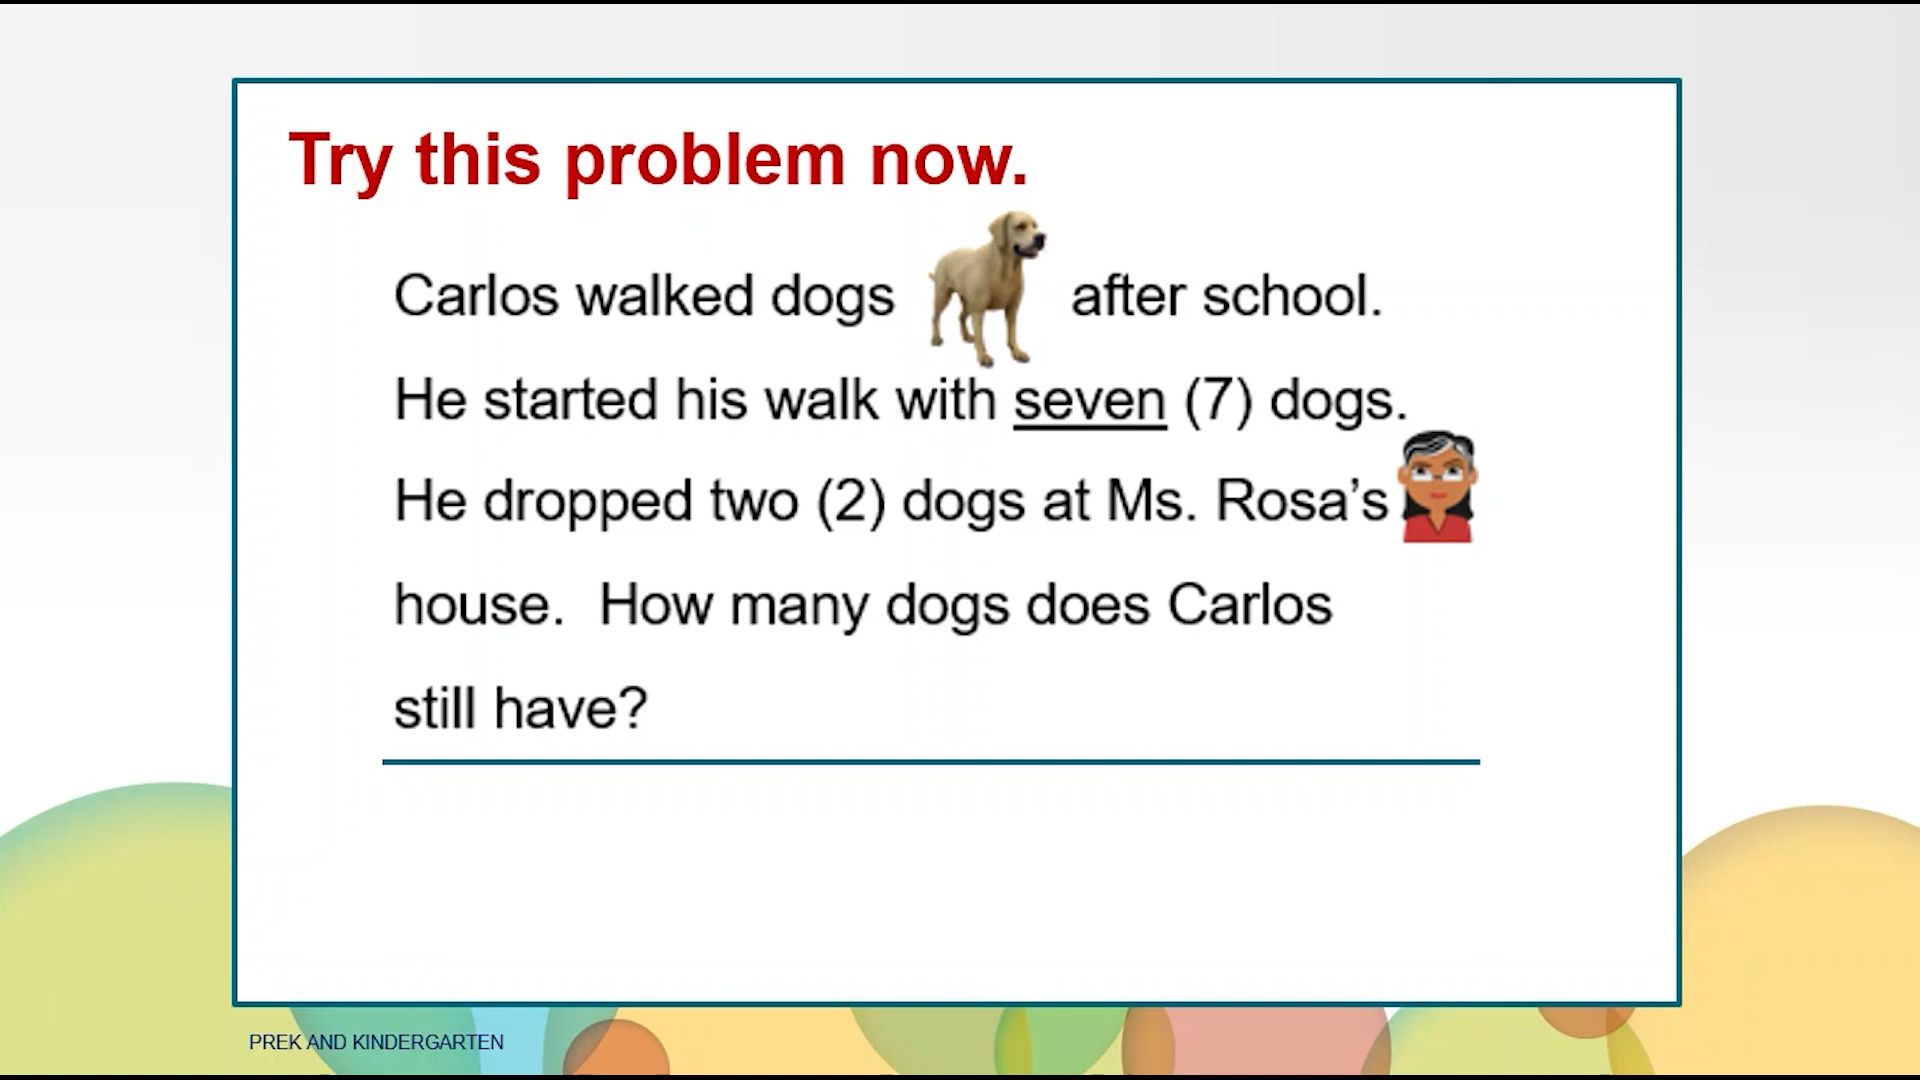 Try this problem now.
Carlos walked dogs after school.
He started his walk with seven (7) dogs.
He dropped two (2) dogs at Ms. Rosa’s
house. How many dogs does Carlos
still have?
PREK AND KINDERGARTEN